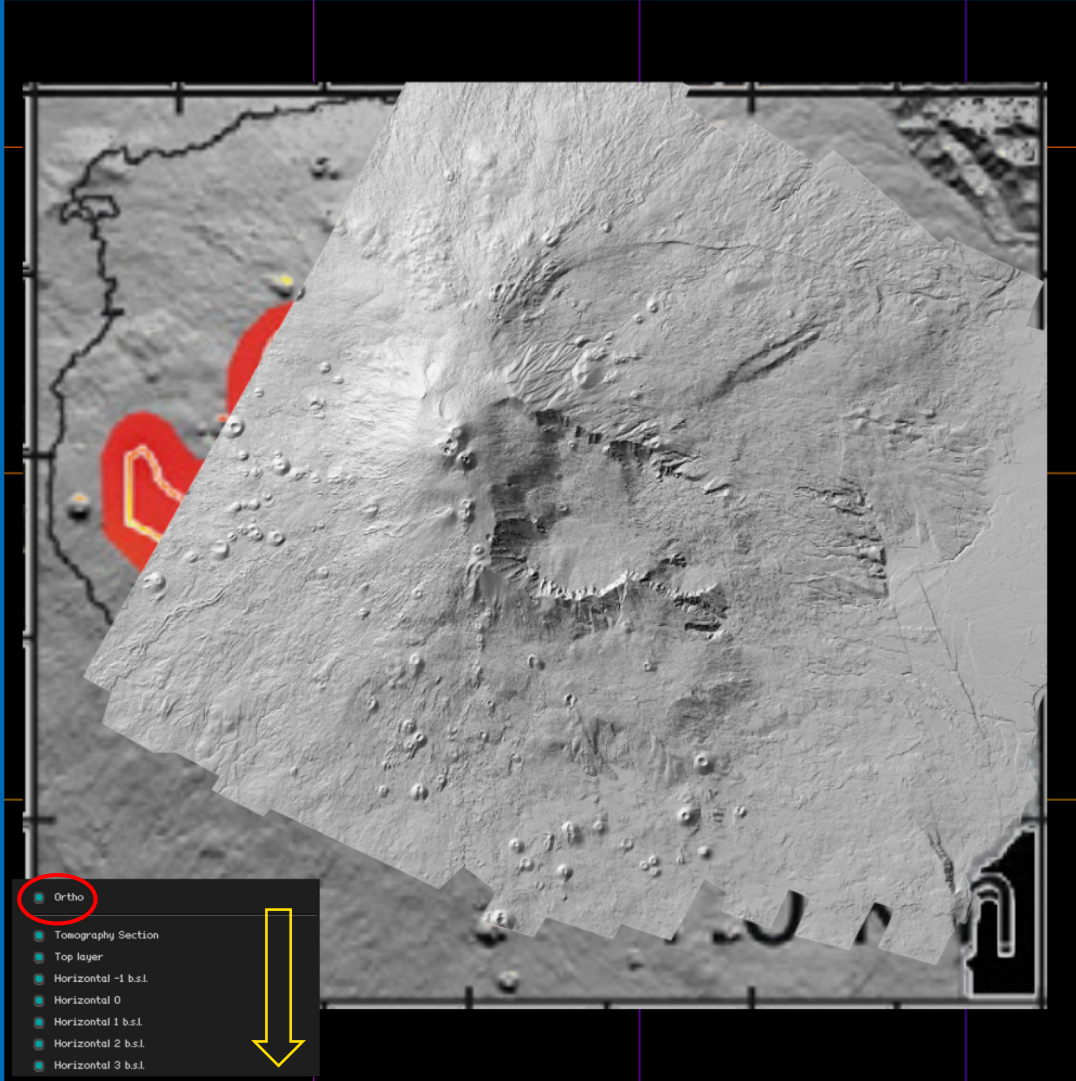 Ortho
Tomography Section
Top layer
Horizontal -1 b.s.l.
Horizontal 0
Horizontal 1 b.s.l.
Horizontal 2 b.s.l.
Horizontal 3 b.s.l.